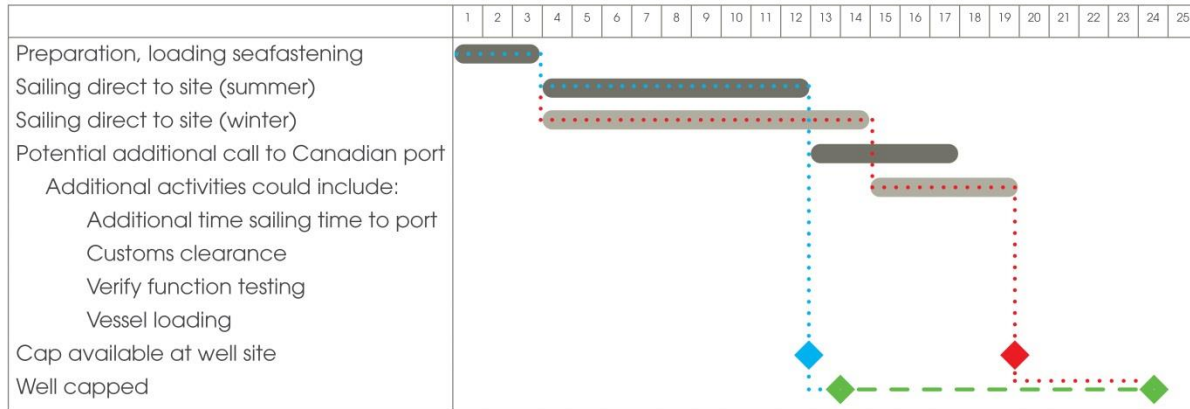 1 2 3 4 5 6 7 8 9 10 11 12 13 14 15 16 17 18 19 20 21 22 23 24 25
Preparation, loading seafastening
Sailing direct to site (summer)
Sailing direct to site (winter)
Potential additional call to Canadian port
Additional activities could include:
Additional time sailing time to port
Customs clearance
Verify function testing
Vessel loading
Cap available at well site
Well capped